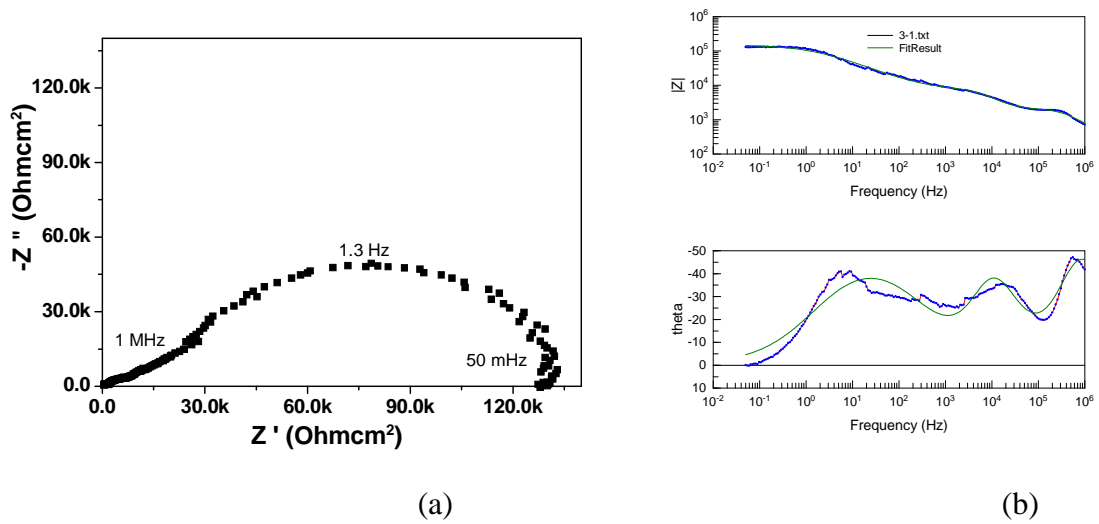 120.0k
90.0k
60.0k
30.0k
0.0
-Z '' (Ohmcm²)
1.3 Hz
1 MHz
50 mHz
0.0 30.0k 60.0k 90.0k 120.0k
Z ' (Ohmcm²)
(a)
10⁶
10⁵
10⁴
10³
10²
|Z|
3-1.txt
FitResult
10⁻² 10⁻¹ 10⁰ 10¹ 10² 10³ 10⁴ 10⁵ 10⁶
Frequency (Hz)
-50
-40
-30
-20
-10
0
10
theta
10⁻² 10⁻¹ 10⁰ 10¹ 10² 10³ 10⁴ 10⁵ 10⁶
Frequency (Hz)
(b)